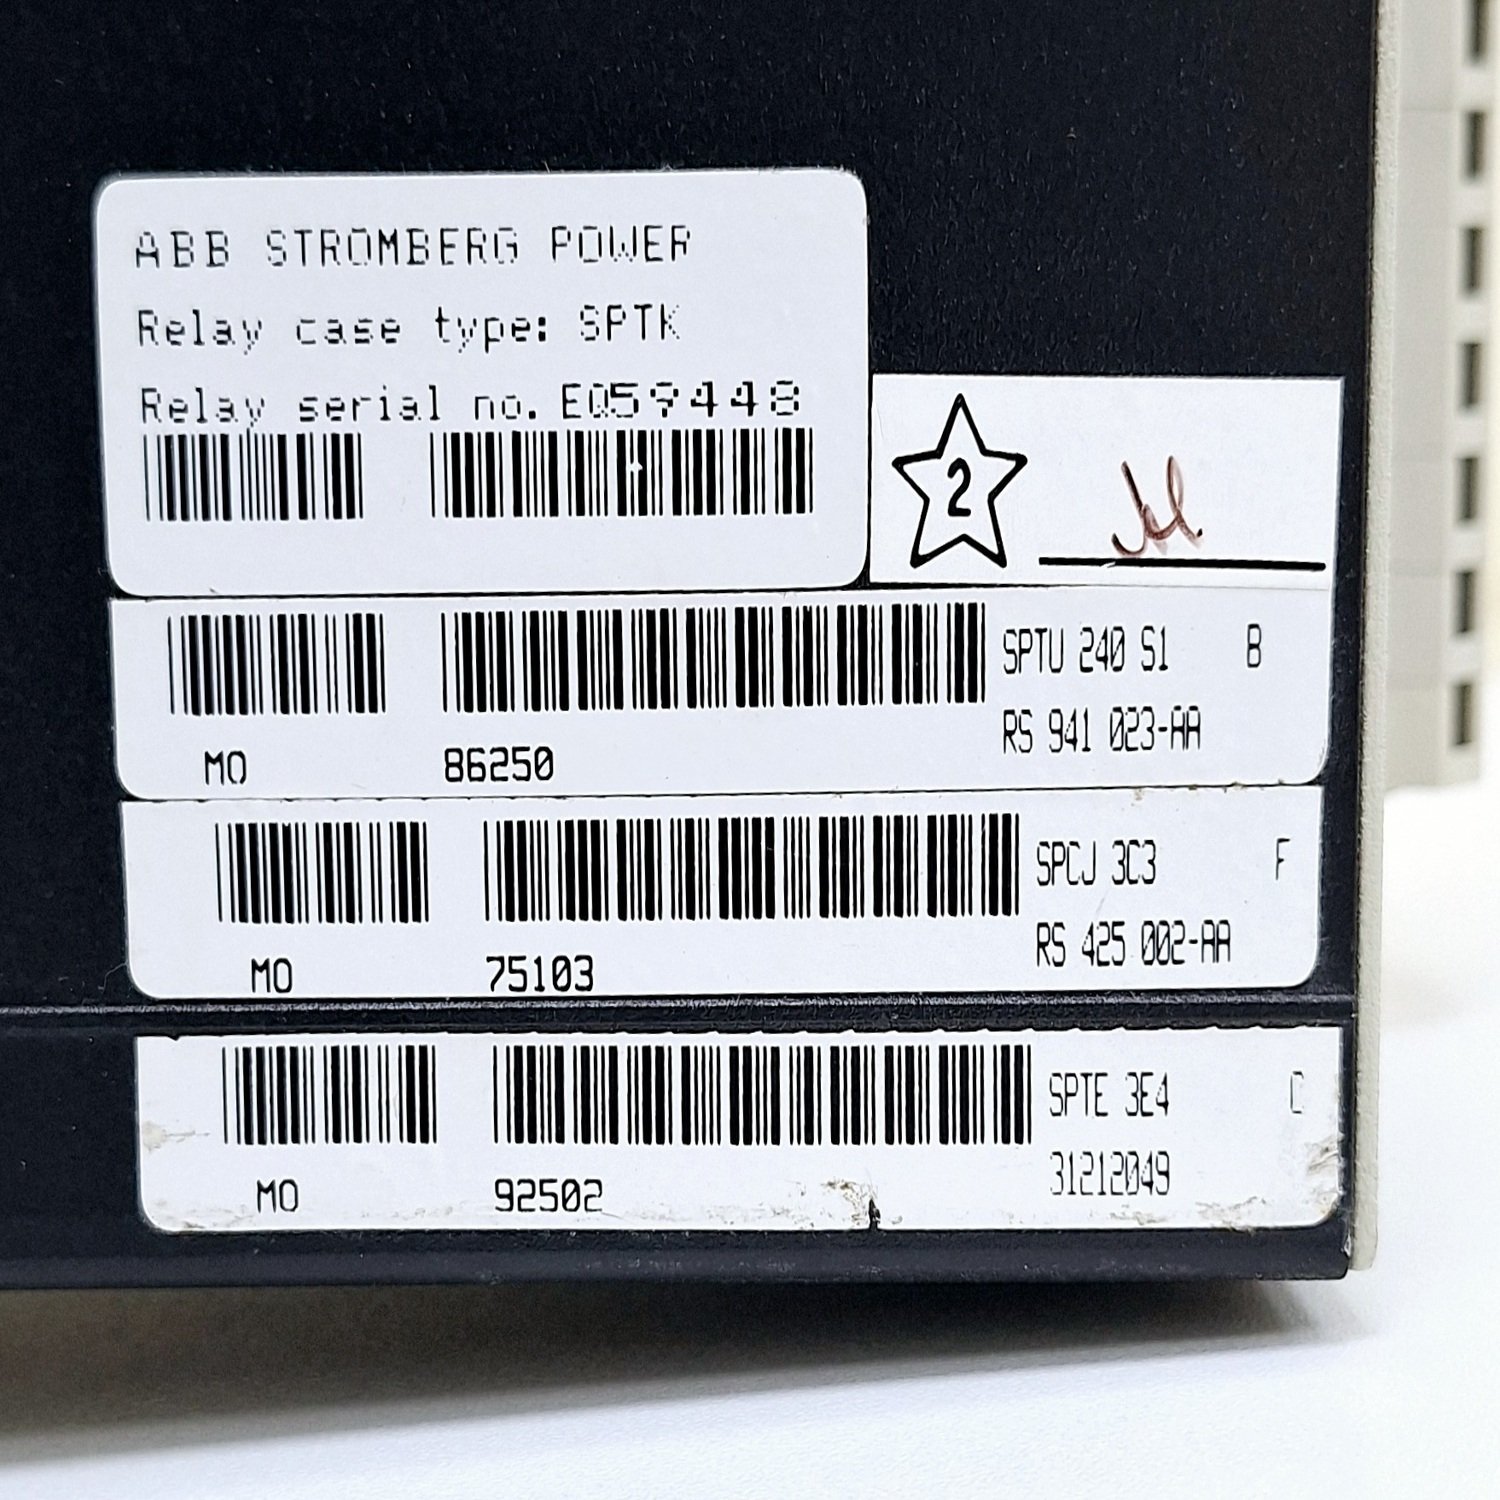 ABB STROMBERG POWER
Relay case type: SPTK
Relay serial no. EQ59448
2
SPTU 240 S1 B
RS 941 023-AA
MO 86250
SPCJ 3C3 F
RS 425 002-AA
MO 75103
SPTE 3E4 C
31212049
MO 92502